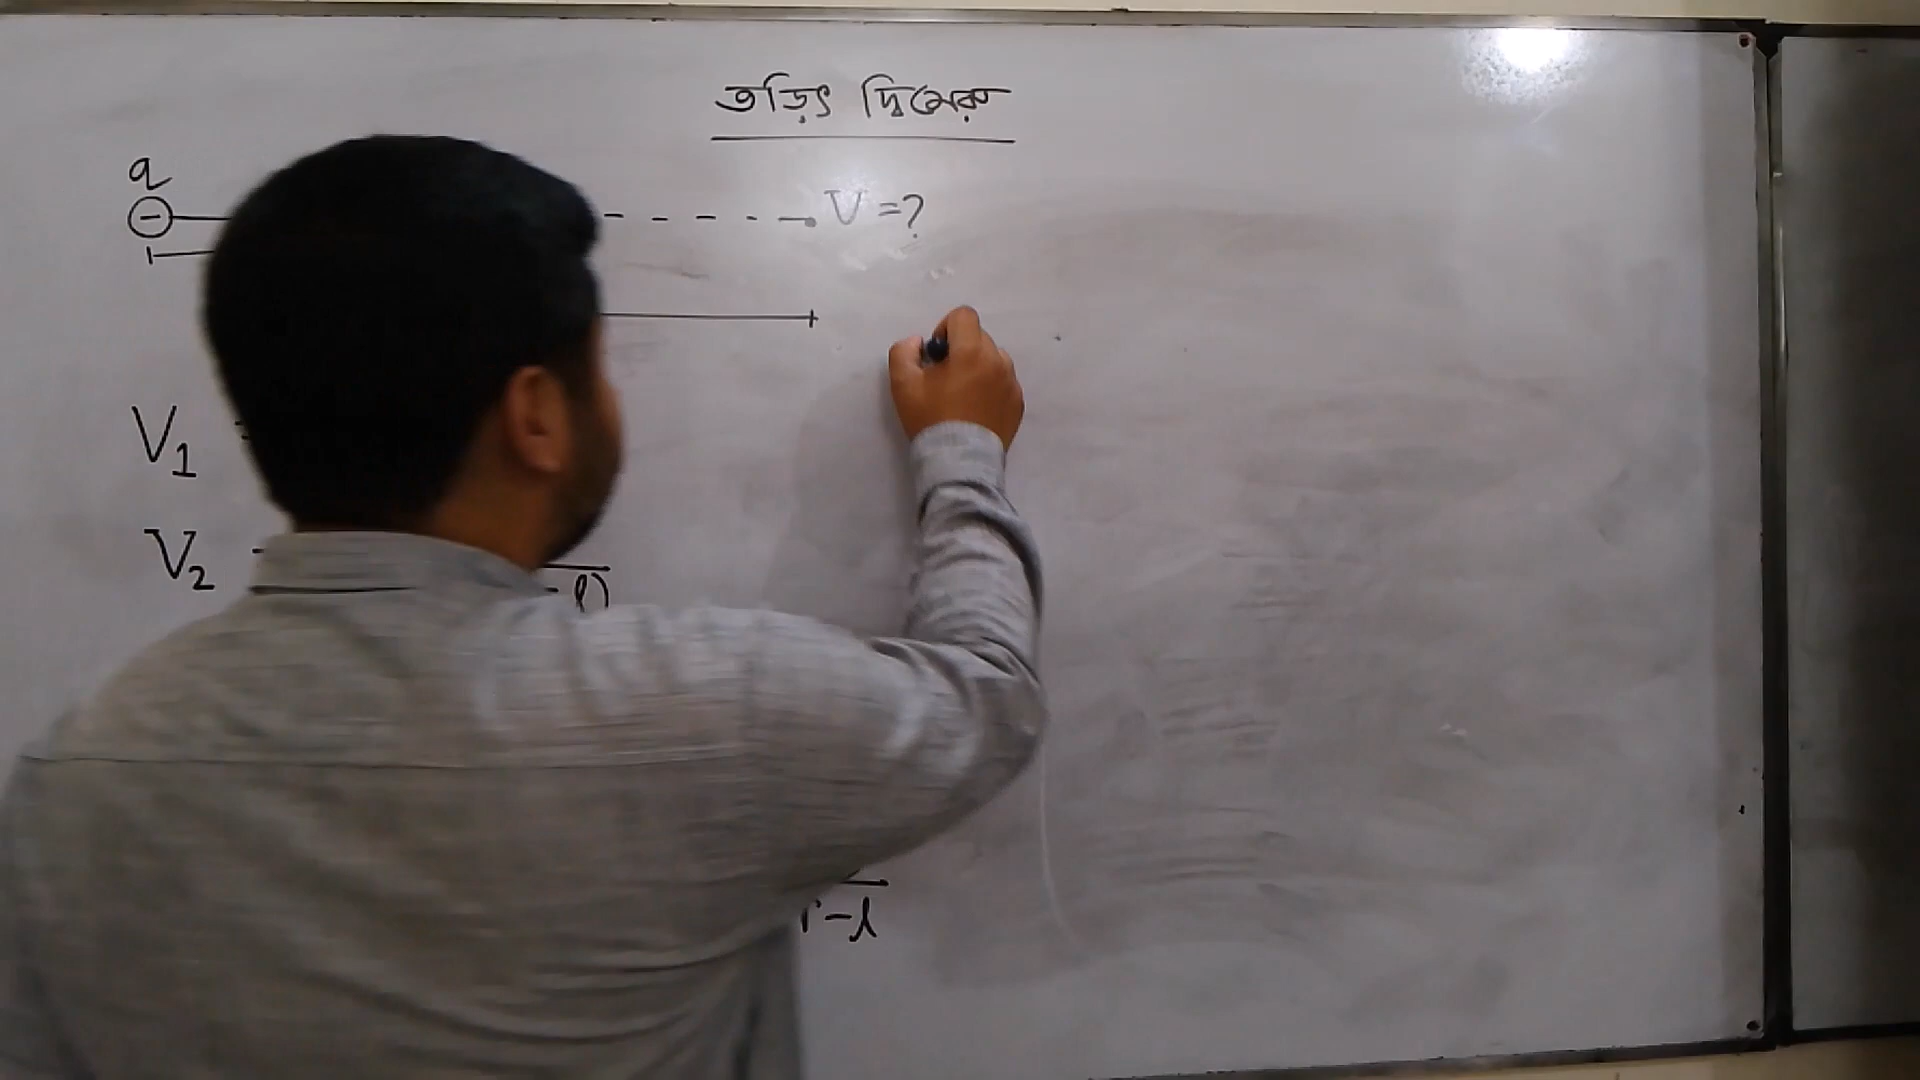 তড়িৎ দ্বিমেরু
q
- V =?
V₁
V₂
- l)
r-l